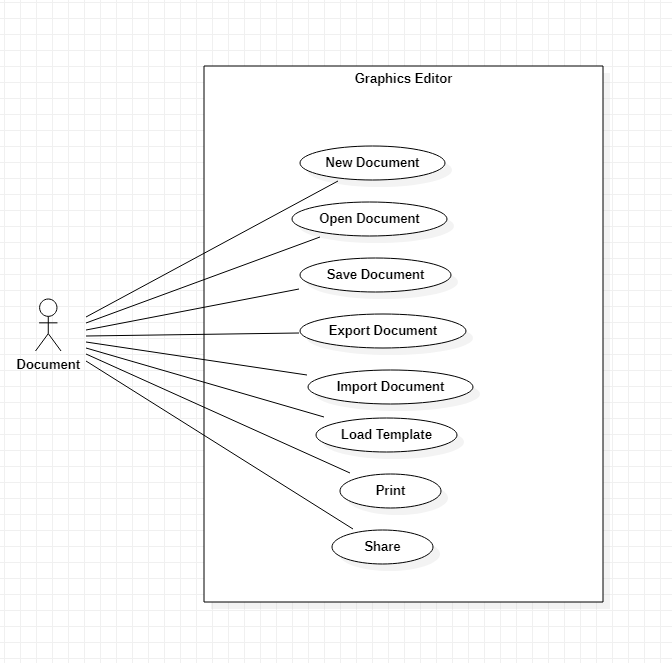 Graphics Editor
New Document
Open Document
Save Document
Export Document
Document
Import Document
Load Template
Print
Share